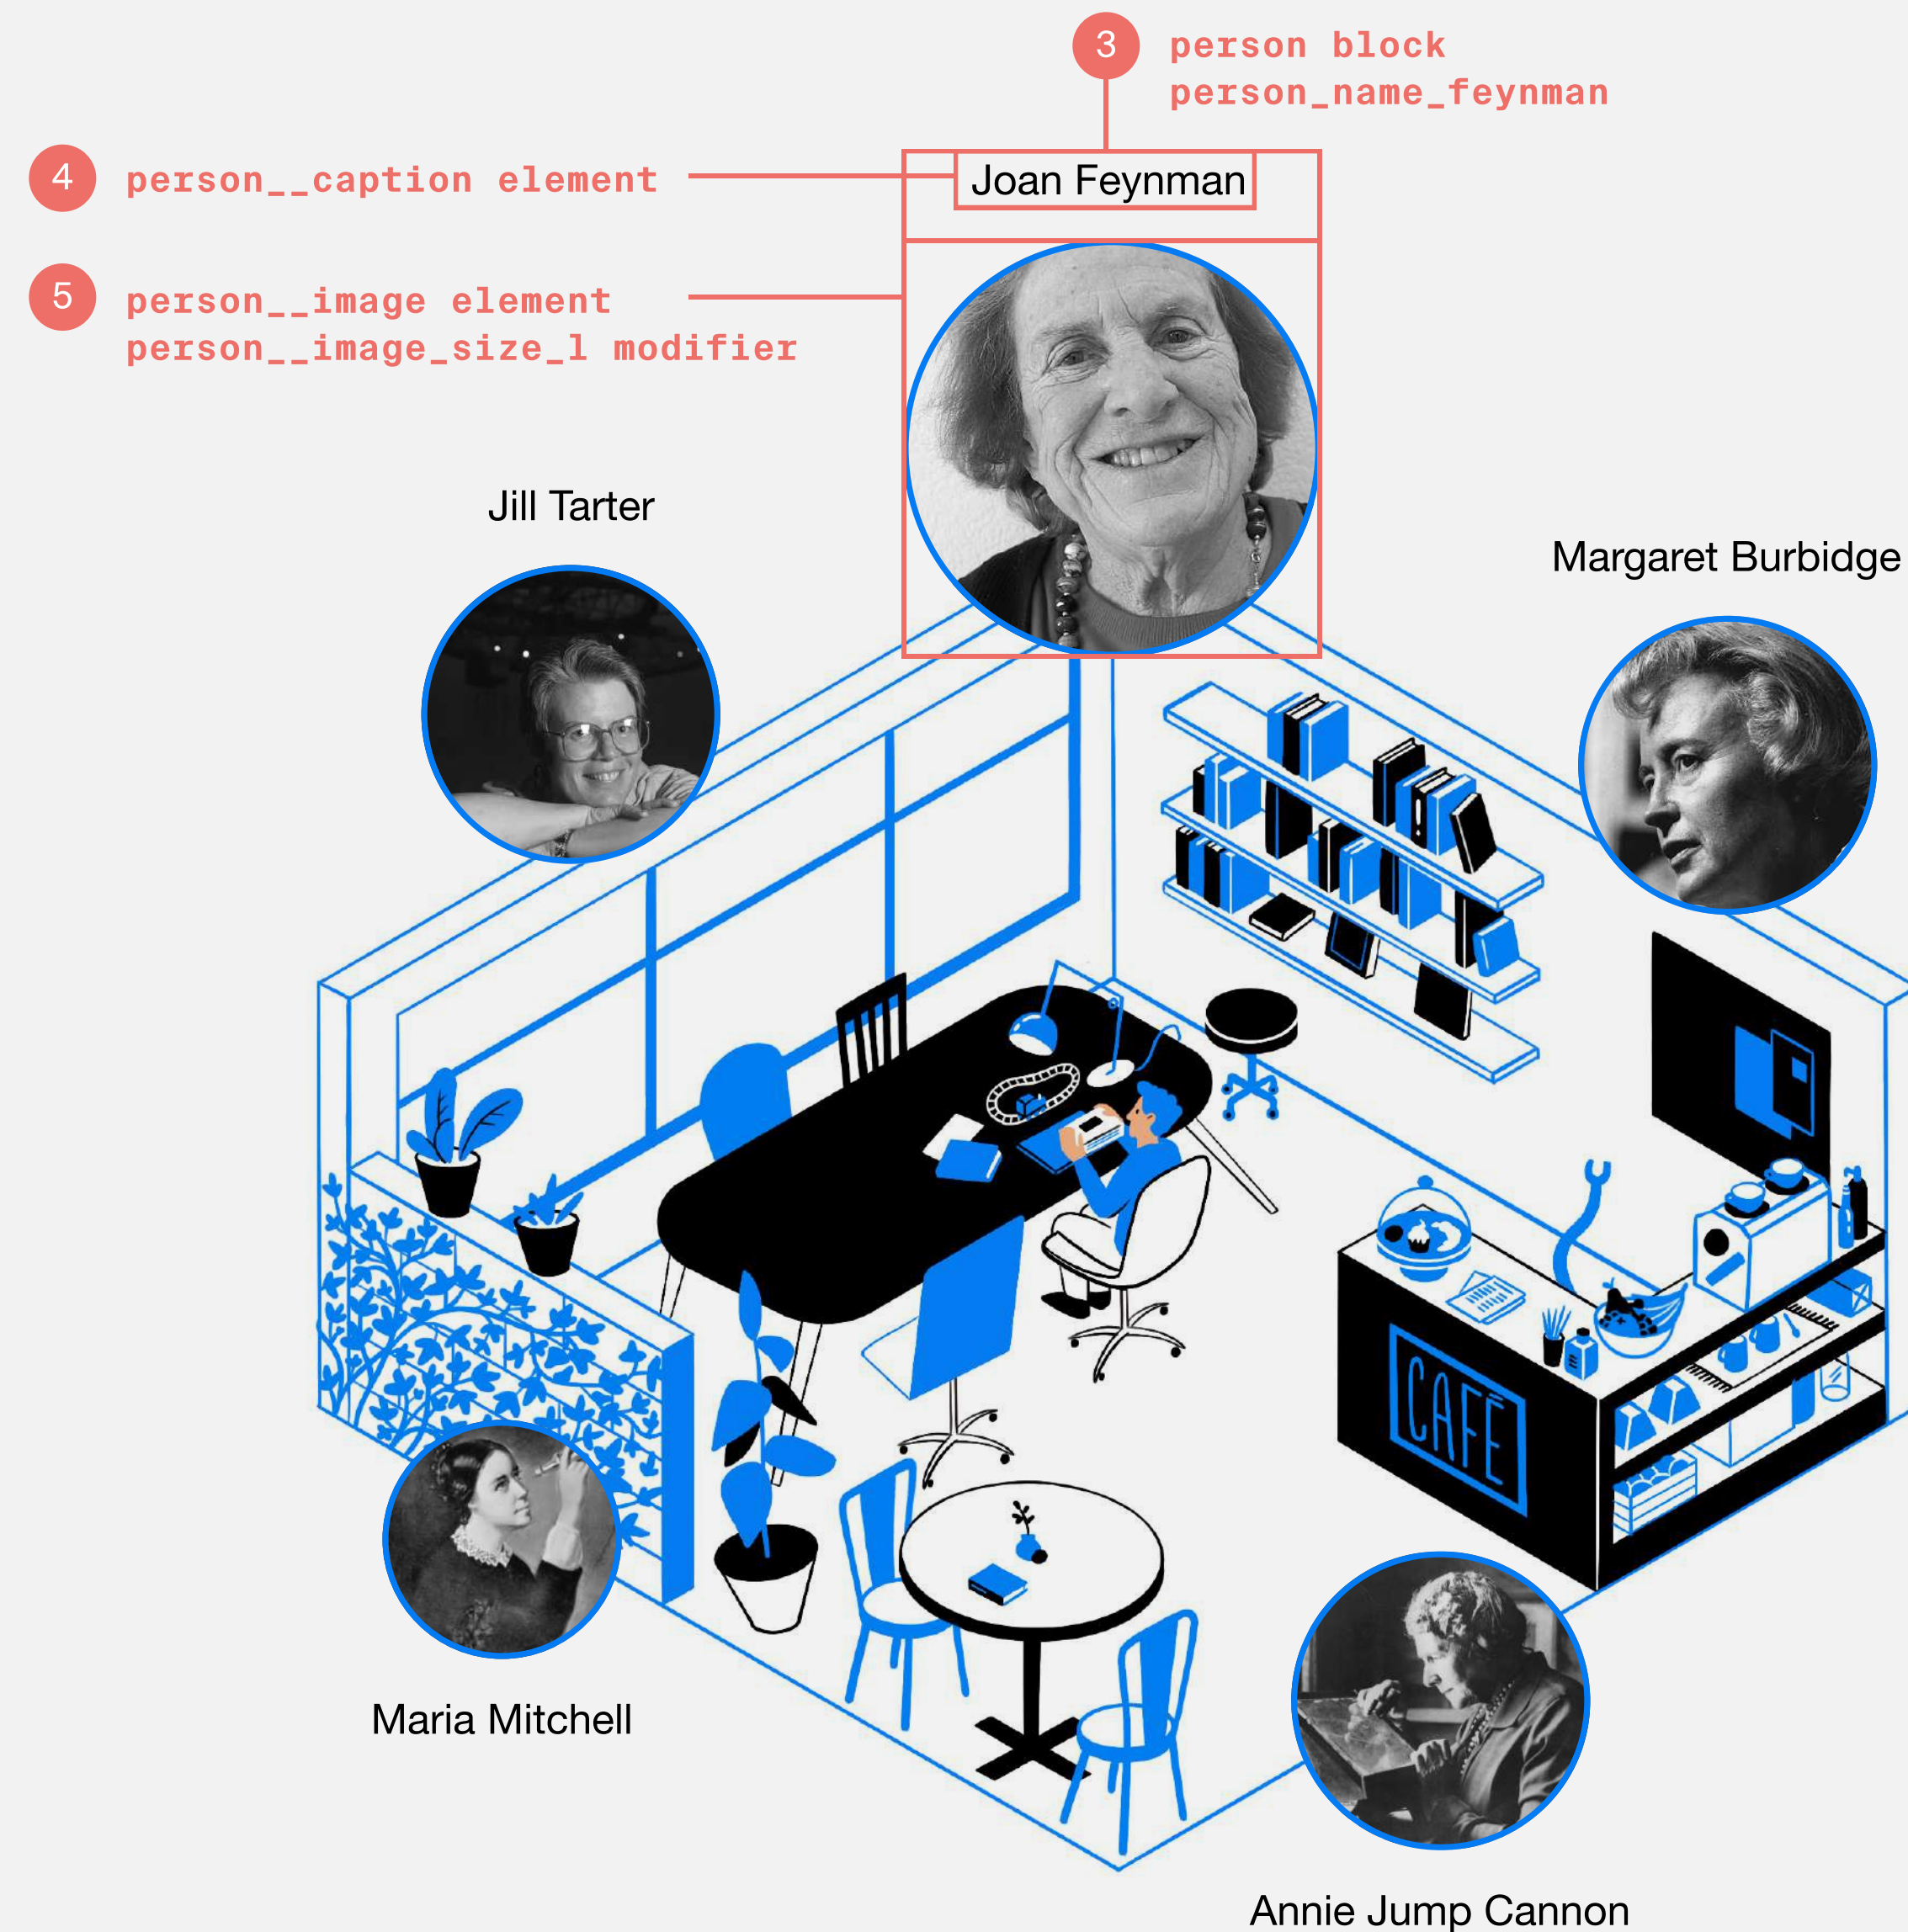 3
person block
person_name_feynman
4
person__caption element
Joan Feynman
5
person__image element
person__image_size_l modifier
Jill Tarter
Margaret Burbidge
CAFÉ
Maria Mitchell
Annie Jump Cannon